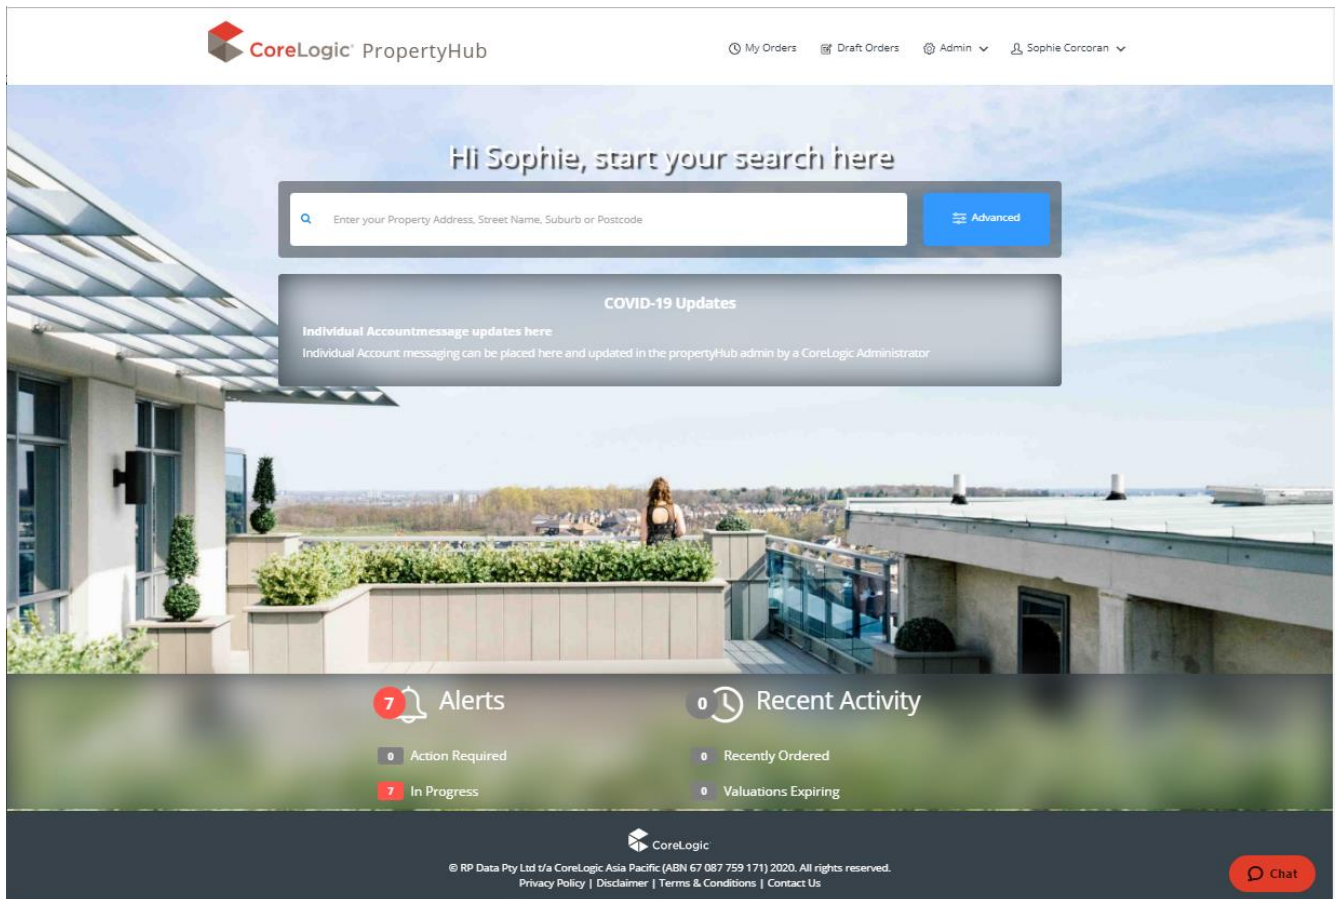 CoreLogic PropertyHub
My Orders Draft Orders Admin Sophie Corcoran
Hi Sophie, start your search here
Enter your Property Address, Street Name, Suburb or Postcode
Advanced
COVID-19 Updates
Individual Accountmessage updates here
Individual Account messaging can be placed here and updated in the propertyHub admin by a CoreLogic Administrator
7 Alerts
0 Action Required
7 In Progress
0 Recent Activity
0 Recently Ordered
0 Valuations Expiring
CoreLogic
© RP Data Pty Ltd t/a CoreLogic Asia Pacific (ABN 67 087 759 171) 2020. All rights reserved.
Privacy Policy | Disclaimer | Terms & Conditions | Contact Us
Chat